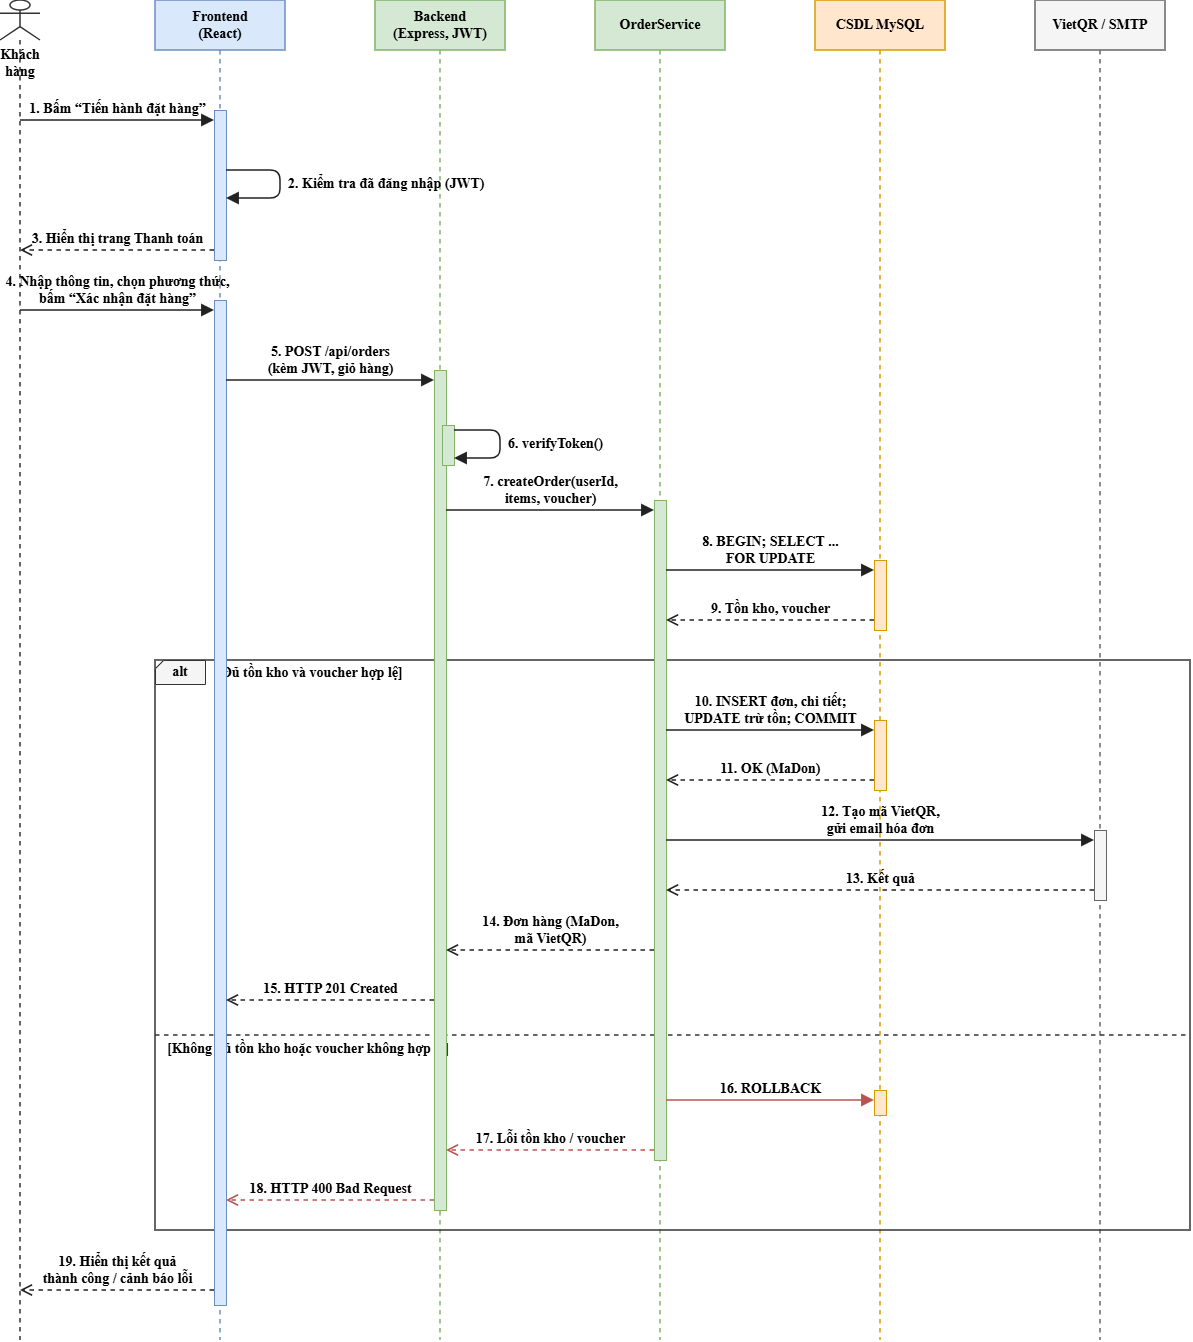 Khách
hàng
Frontend
(React)
Backend
(Express, JWT)
OrderService
CSDL MySQL
VietQR / SMTP
1. Bấm “Tiến hành đặt hàng”
2. Kiểm tra đã đăng nhập (JWT)
3. Hiển thị trang Thanh toán
4. Nhập thông tin, chọn phương thức,
bấm “Xác nhận đặt hàng”
5. POST /api/orders
(kèm JWT, giỏ hàng)
6. verifyToken()
7. createOrder(userId,
items, voucher)
8. BEGIN; SELECT ...
FOR UPDATE
9. Tồn kho, voucher
alt
Đủ tồn kho và voucher hợp lệ]
10. INSERT đơn, chi tiết;
UPDATE trừ tồn; COMMIT
11. OK (MaDon)
12. Tạo mã VietQR,
gửi email hóa đơn
13. Kết quả
14. Đơn hàng (MaDon,
mã VietQR)
15. HTTP 201 Created
[Không tồn kho hoặc voucher không hợp ]
16. ROLLBACK
17. Lỗi tồn kho / voucher
18. HTTP 400 Bad Request
19. Hiển thị kết quả
thành công / cảnh báo lỗi